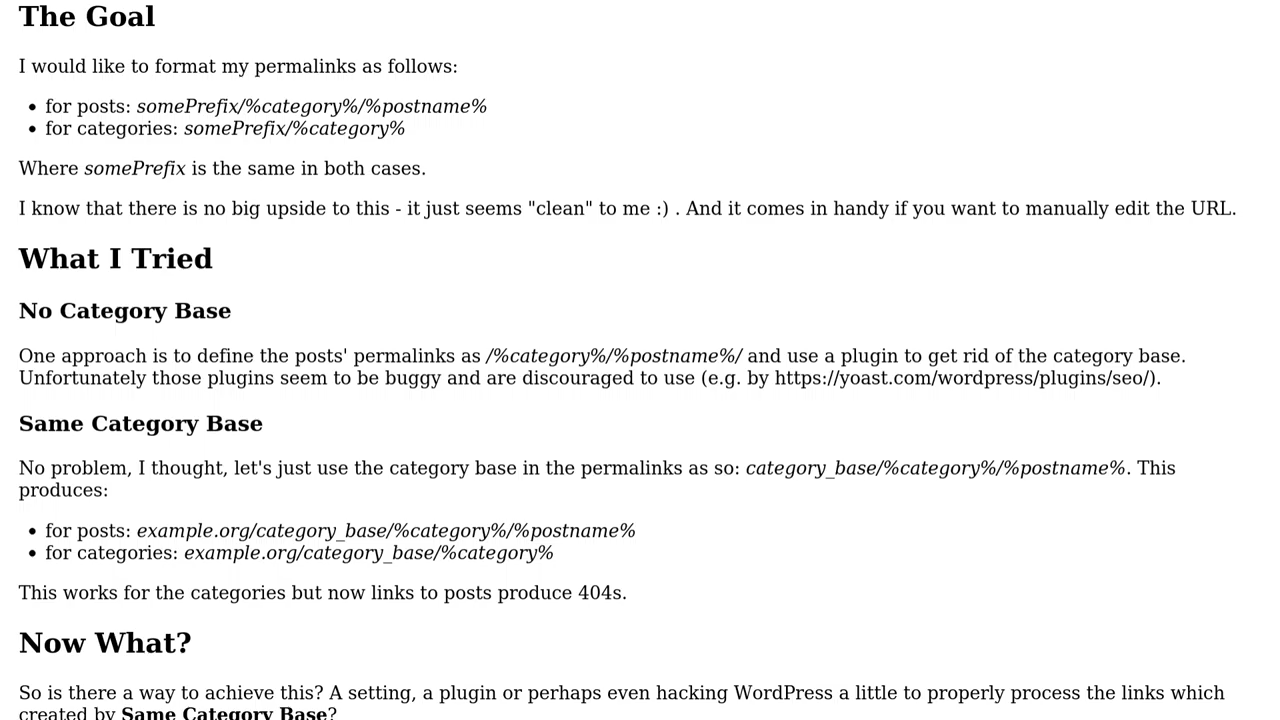 The Goal
I would like to format my permalinks as follows:
• for posts: somePrefix/%category%/%postname%
• for categories: somePrefix/%category%
Where somePrefix is the same in both cases.
I know that there is no big upside to this - it just seems "clean" to me :) . And it comes in handy if you want to manually edit the URL.
What I Tried
No Category Base
One approach is to define the posts' permalinks as /%category%/%postname%/ and use a plugin to get rid of the category base.
Unfortunately those plugins seem to be buggy and are discouraged to use (e.g. by https://yoast.com/wordpress/plugins/seo/).
Same Category Base
No problem, I thought, let's just use the category base in the permalinks as so: category_base/%category%/%postname%. This
produces:
• for posts: example.org/category_base/%category%/%postname%
• for categories: example.org/category_base/%category%
This works for the categories but now links to posts produce 404s.
Now What?
So is there a way to achieve this? A setting, a plugin or perhaps even hacking WordPress a little to properly process the links which
created by Same Category Base?